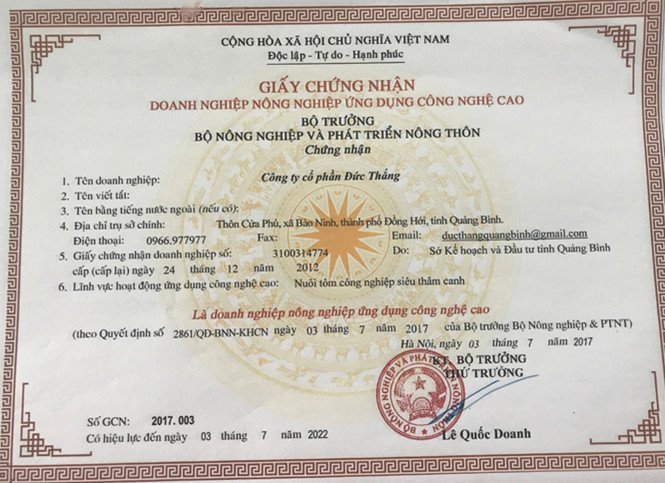 CỘNG HÒA XÃ HỘI CHỦ NGHĨA VIỆT NAM
Độc lập - Tự do - Hạnh phúc
GIẤY CHỨNG NHẬN
DOANH NGHIỆP NÔNG NGHIỆP ỨNG DỤNG CÔNG NGHỆ CAO
BỘ TRƯỞNG
BỘ NÔNG NGHIỆP VÀ PHÁT TRIỂN NÔNG THÔN
Chứng nhận
1. Tên doanh nghiệp: Công ty cổ phần Đức Thắng
2. Tên viết tắt:
3. Tên bằng tiếng nước ngoài (nếu có):
4. Địa chỉ trụ sở chính: Thôn Cửa Phú, xã Bảo Ninh, thành phố Đồng Hới, tỉnh Quảng Bình.
Điện thoại: 0966.977977 Fax: Email: ducthangquangbinh@gmail.com
5. Giấy chứng nhận doanh nghiệp số: 3100314774 Do: Sở Kế hoạch và Đầu tư tỉnh Quảng Bình
cấp (cấp lại) ngày 24 tháng 12 năm 2012
6. Lĩnh vực hoạt động ứng dụng công nghệ cao: Nuôi tôm công nghiệp siêu thâm canh
Là doanh nghiệp nông nghiệp ứng dụng công nghệ cao
(theo Quyết định số 2861/QĐ-BNN-KHCN ngày 03 tháng 7 năm 2017 của Bộ trưởng Bộ Nông nghiệp & PTNT)
Hà Nội, ngày 03 tháng 7 năm 2017
KT. BỘ TRƯỞNG
THỨ TRƯỞNG
BỘ NÔNG NGHIỆP VÀ PHÁT TRIỂN NÔNG THÔN
Số GCN: 2017. 003
Có hiệu lực đến ngày 03 tháng 7 năm 2022
Lê Quốc Doanh